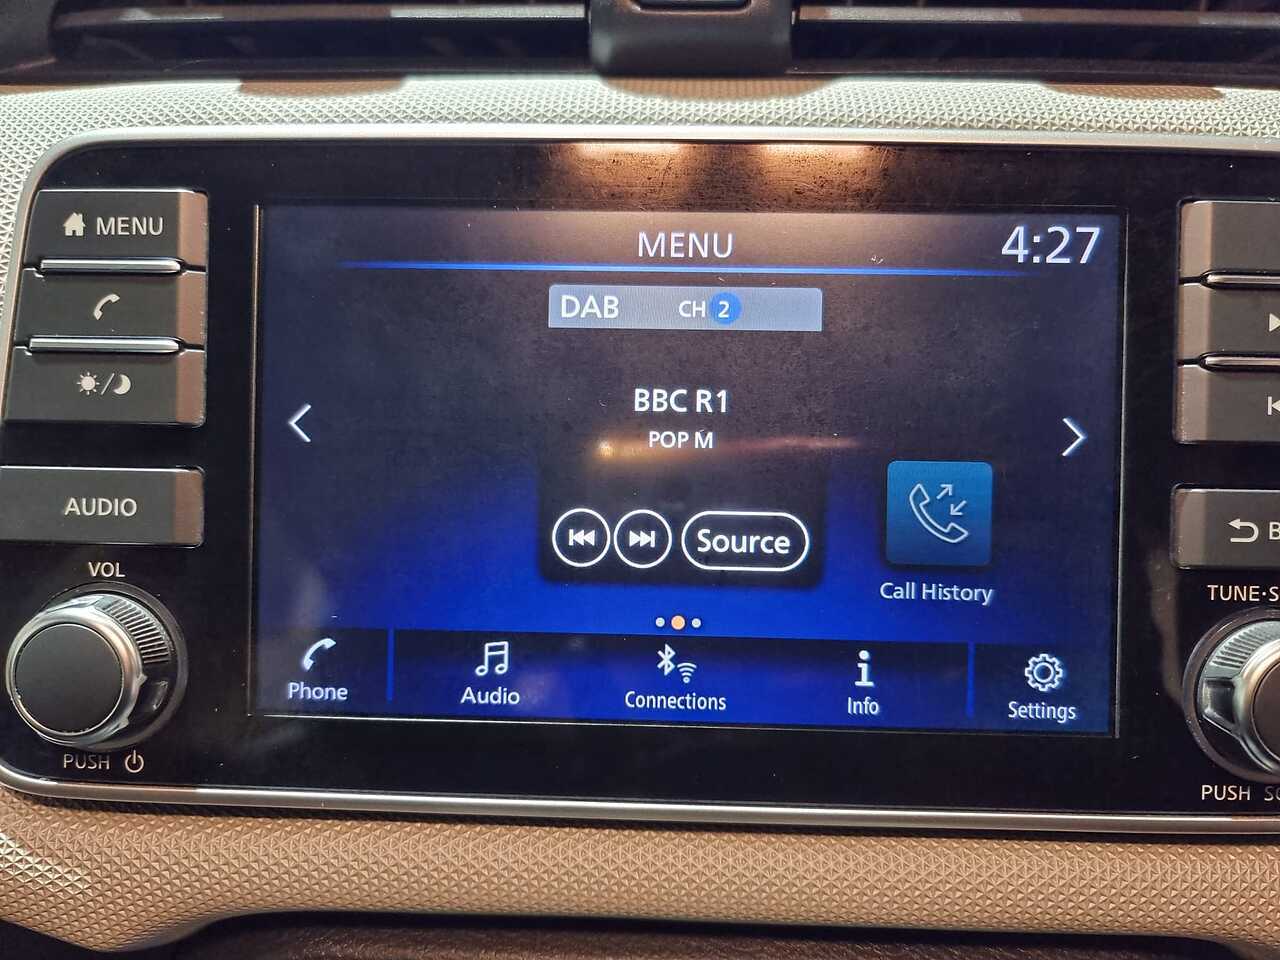 MENU
AUDIO
VOL
PUSH
MENU
4:27
DAB CH 2
BBC R1
POP M
Source
Call History
Phone
Audio
Connections
Info
Settings
B
TUNE·S
PUSH